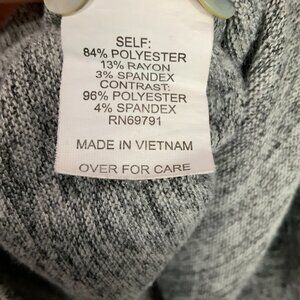 SELF:
84% POLYESTER
13% RAYON
3% SPANDEX
CONTRAST:
96% POLYESTER
4% SPANDEX
RN69791
MADE IN VIETNAM
OVER FOR CARE